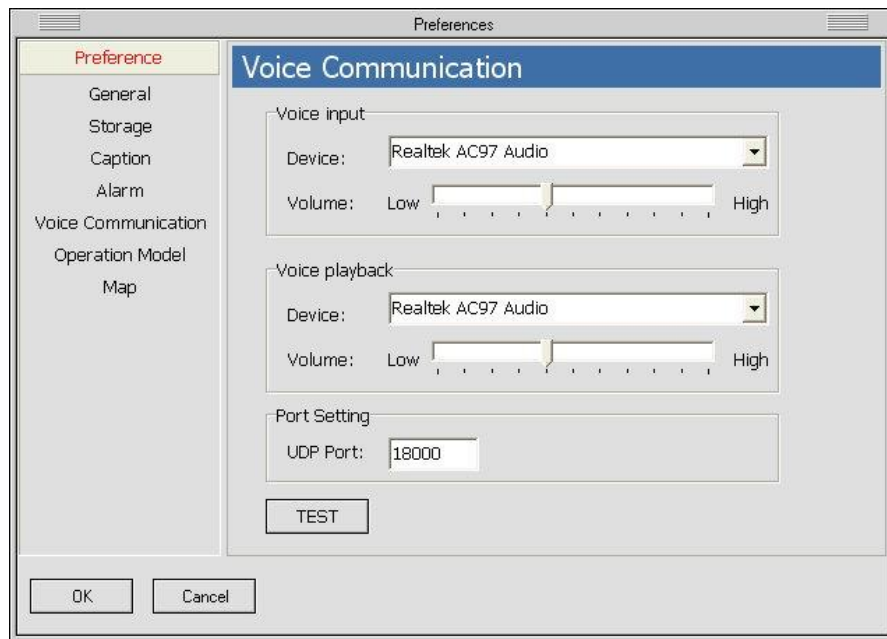 Preferences
Preference
General
Storage
Caption
Alarm
Voice Communication
Operation Model
Map
Voice Communication
Voice input
Device: Realtek AC97 Audio
Volume: Low High
Voice playback
Device: Realtek AC97 Audio
Volume: Low High
Port Setting
UDP Port: 18000
TEST
OK Cancel